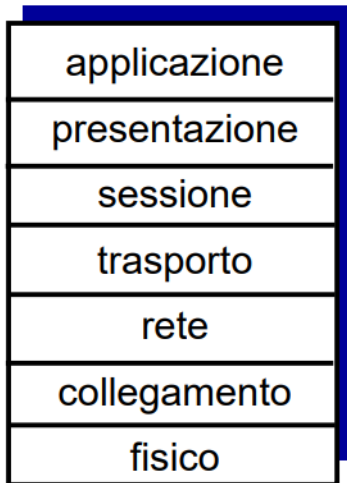 applicazione
presentazione
sessione
trasporto
rete
collegamento
fisico